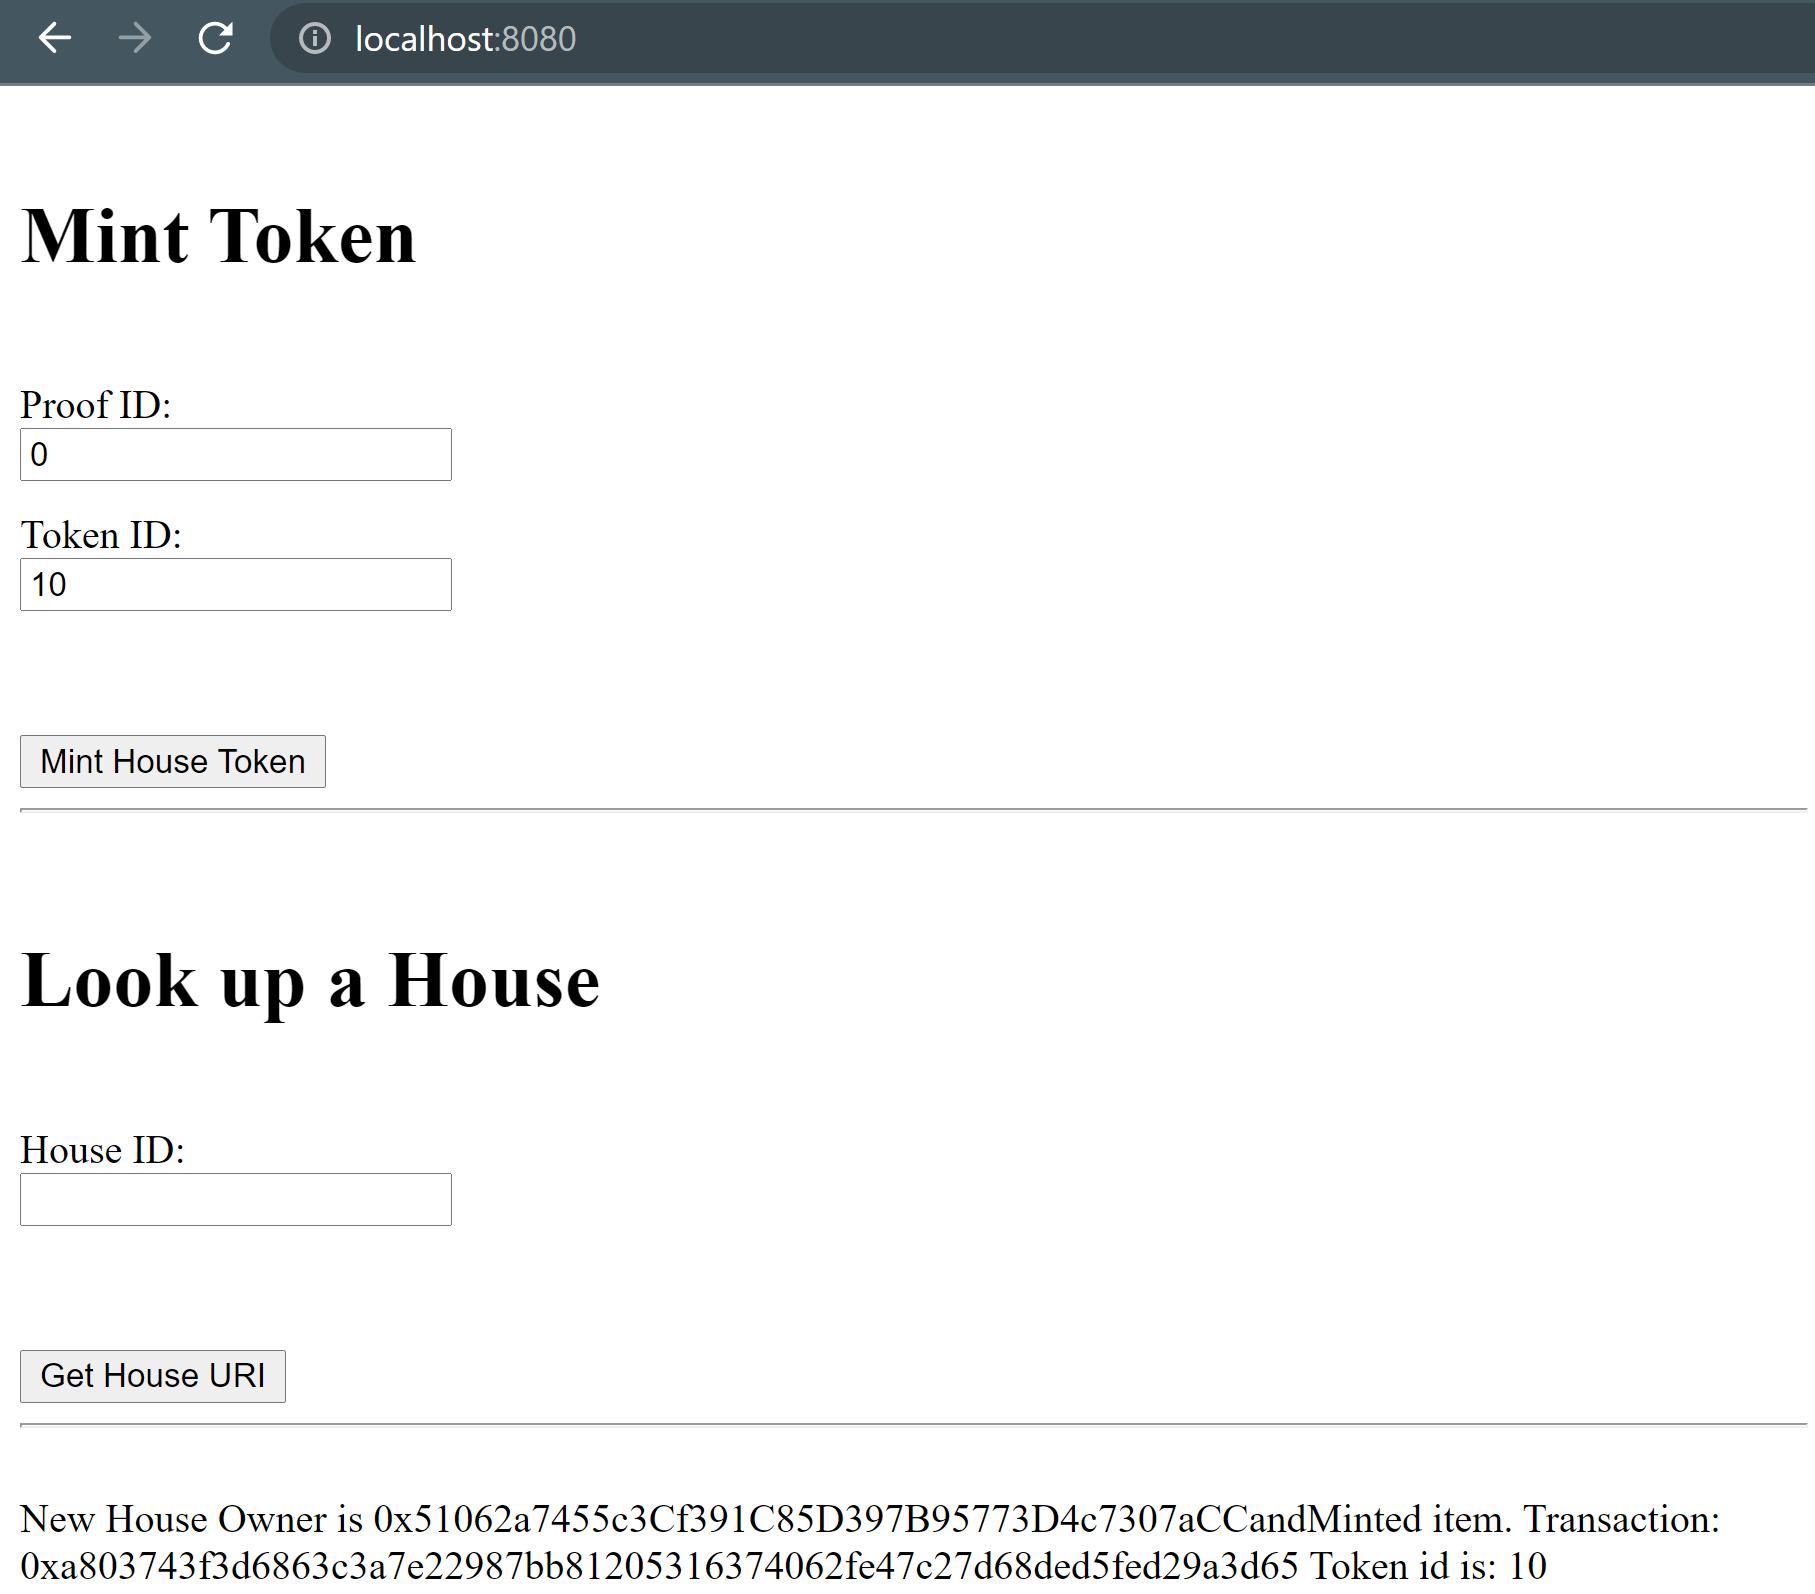 localhost:8080
Mint Token
Proof ID:
0
Token ID:
10
Mint House Token
Look up a House
House ID:
Get House URI
New House Owner is 0x51062a7455c3Cf391C85D397B95773D4c7307aCCandMinted item. Transaction:
0xa803743f3d6863c3a7e22987bb81205316374062fe47c27d68ded5fed29a3d65 Token id is: 10